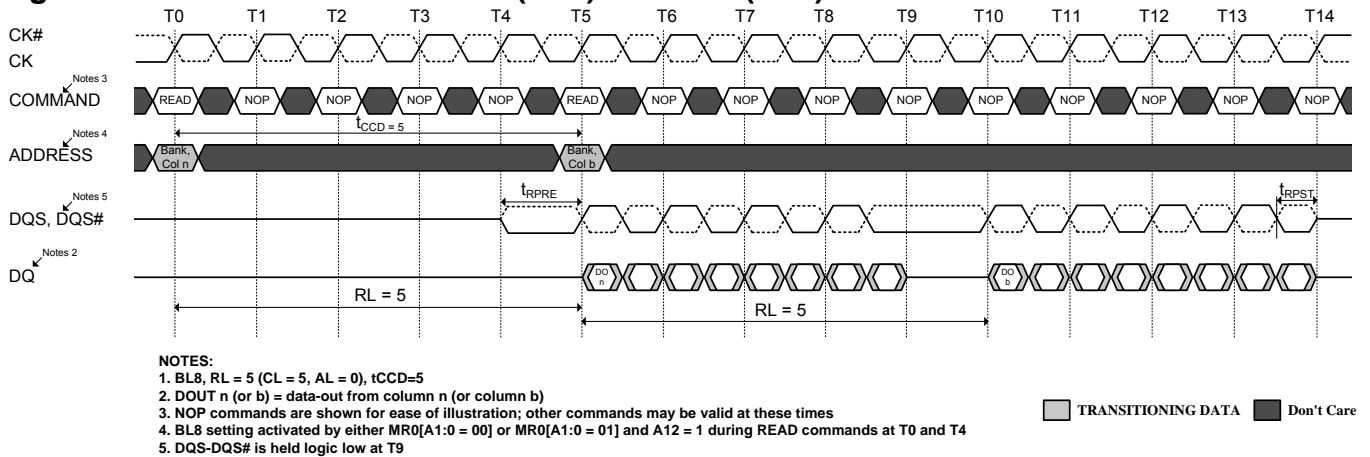 T0 T1 T2 T3 T4 T5 T6 T7 T8 T9 T10 T11 T12 T13 T14
CK#
CK
Notes 3
COMMAND READ NOP NOP NOP NOP READ NOP NOP NOP NOP NOP NOP NOP NOP NOP
tCCD = 5
Notes 4
ADDRESS
Bank, Col n
Bank, Col b
Notes 5
tRPRE
tRPST
DQS, DQS#
Notes 2
DQ
DO n
DO b
RL = 5
RL = 5
NOTES:
1. BL8, RL = 5 (CL = 5, AL = 0), tCCD=5
2. DOUT n (or b) = data-out from column n (or column b)
3. NOP commands are shown for ease of illustration; other commands may be valid at these times
4. BL8 setting activated by either MR0[A1:0 = 00] or MR0[A1:0 = 01] and A12 = 1 during READ commands at T0 and T4
5. DQS-DQS# is held logic low at T9
TRANSITIONING DATA Don't Care